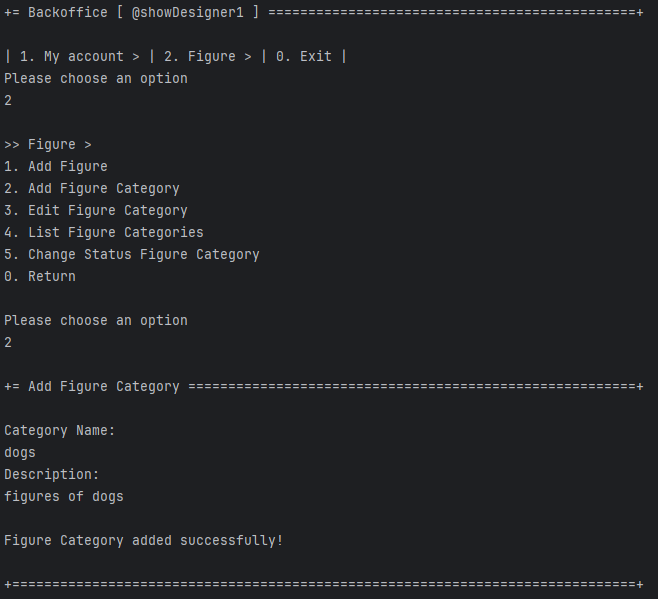 += Backoffice [ @showDesigner1 ] ==============================================+
| 1. My account > | 2. Figure > | 0. Exit |
Please choose an option
2
>> Figure >
1. Add Figure
2. Add Figure Category
3. Edit Figure Category
4. List Figure Categories
5. Change Status Figure Category
0. Return
Please choose an option
2
+= Add Figure Category ========================================================+
Category Name:
dogs
Description:
figures of dogs
Figure Category added successfully!
+==============================================================================+